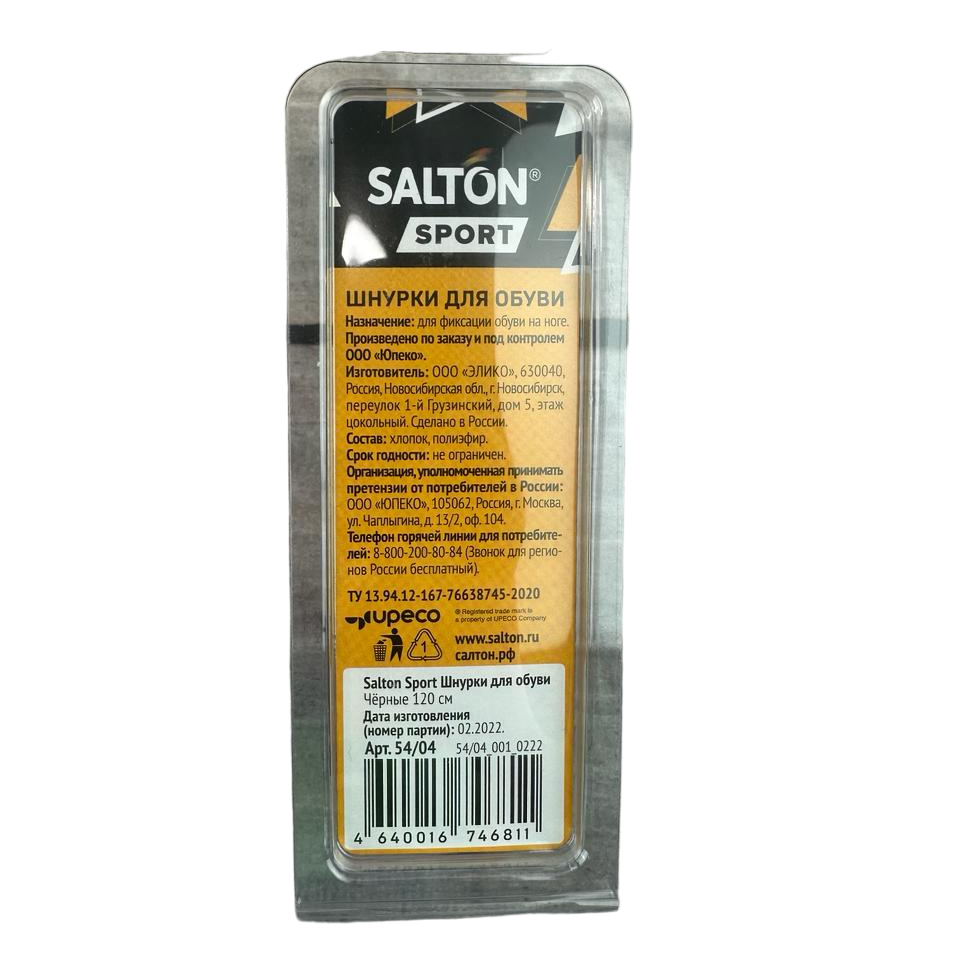 SALTON®
SPORT
ШНУРКИ ДЛЯ ОБУВИ
Назначение: для фиксации обуви на ноге.
Произведено по заказу и под контролем
ООО «Юпеко».
Изготовитель: ООО «ЭЛИКО», 630040,
Россия, Новосибирская обл., г. Новосибирск,
переулок 1-й Грузинский, дом 5, этаж
цокольный. Сделано в России.
Состав: хлопок, полиэфир.
Срок годности: не ограничен.
Организация, уполномоченная принимать
претензии от потребителей в России:
ООО «ЮПЕКО», 105062, Россия, г. Москва,
ул. Чаплыгина, д. 13/2, оф. 104.
Телефон горячей линии для потребите-
лей: 8-800-200-80-84 (Звонок для регио-
нов России бесплатный).
ТУ 13.94.12-167-76638745-2020
upeco
® Registered trade mark is
a property of UPECO Company
1
www.salton.ru
салтон.рф
Salton Sport Шнурки для обуви
Чёрные 120 см
Дата изготовления
(номер партии): 02.2022.
Арт. 54/04 54/04_001_0222
4 640016 746811